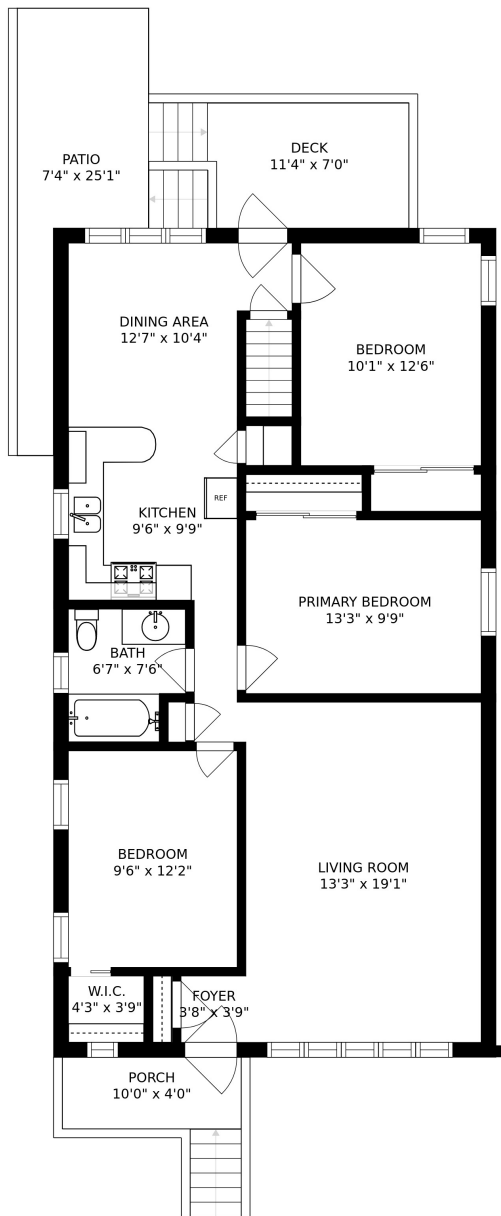 PATIO
7'4" x 25'1"
DECK
11'4" x 7'0"
DINING AREA
12'7" x 10'4"
BEDROOM
10'1" x 12'6"
REF
KITCHEN
9'6" x 9'9"
PRIMARY BEDROOM
13'3" x 9'9"
BATH
6'7" x 7'6"
BEDROOM
9'6" x 12'2"
LIVING ROOM
13'3" x 19'1"
W.I.C.
4'3" x 3'9"
FOYER
3'8" x 3'9"
PORCH
10'0" x 4'0"